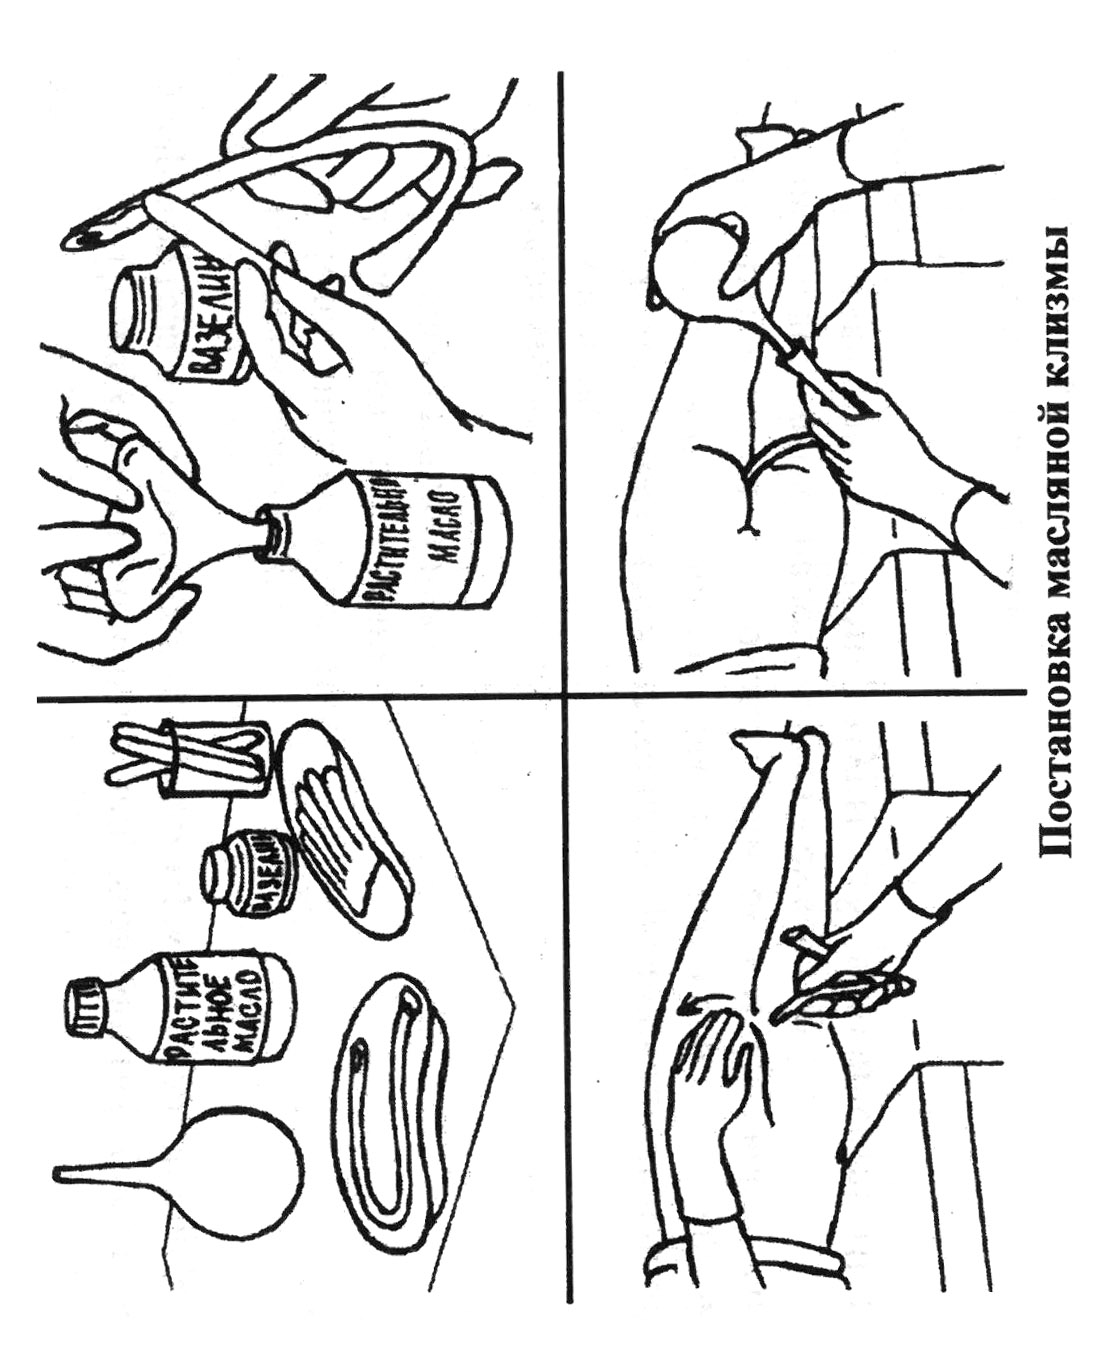 РАСТИТЕ
ЛЬНОЕ
МАСЛО
ВАЗЕЛИН
РАСТИТЕЛЬНОЕ
МАСЛО
ВАЗЕЛИН
Постановка масляной клизмы